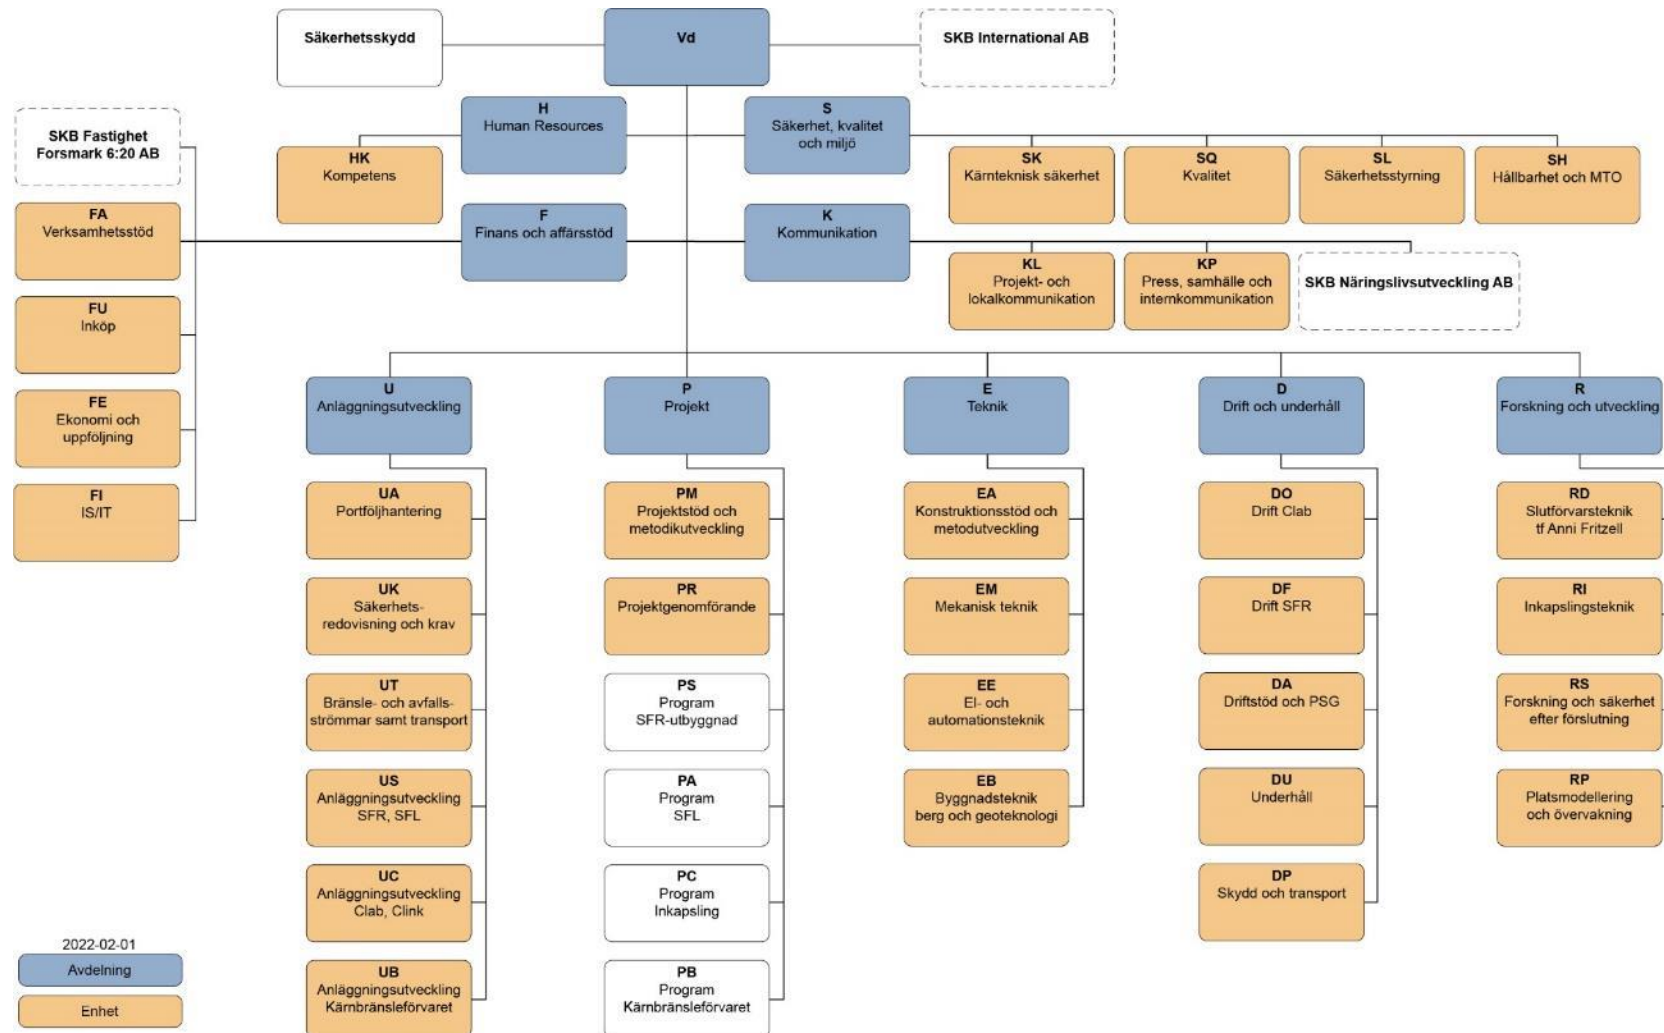 Säkerhetsskydd
Vd
SKB International AB
H
Human Resources
S
Säkerhet, kvalitet
och miljö
SKB Fastighet
Forsmark 6:20 AB
HK
Kompetens
SK
Kärnteknisk säkerhet
SQ
Kvalitet
SL
Säkerhetsstyrning
SH
Hållbarhet och MTO
FA
Verksamhetsstöd
F
Finans och affärsstöd
K
Kommunikation
KL
Projekt- och
lokalkommunikation
KP
Press, samhälle och
internkommunikation
SKB Näringslivsutveckling AB
FU
Inköp
FE
Ekonomi och
uppföljning
FI
IS/IT
U
Anläggningsutveckling
P
Projekt
E
Teknik
D
Drift och underhåll
R
Forskning och utveckling
UA
Portföljhantering
UK
Säkerhets-
redovisning och krav
UT
Bränsle- och avfalls-
strömmar samt transport
US
Anläggningsutveckling
SFR, SFL
UC
Anläggningsutveckling
Clab, Clink
UB
Anläggningsutveckling
Kärnbränsleförvaret
PM
Projektstöd och
metodikutveckling
PR
Projektgenomförande
PS
Program
SFR-utbyggnad
PA
Program
SFL
PC
Program
Inkapsling
PB
Program
Kärnbränsleförvaret
EA
Konstruktionsstöd och
metodutveckling
EM
Mekanisk teknik
EE
El- och
automationsteknik
EB
Byggnadsteknik
berg och geoteknologi
DO
Drift Clab
DF
Drift SFR
DA
Driftstöd och PSG
DU
Underhåll
DP
Skydd och transport
RD
Slutförvarsteknik
tf Anni Fritzell
RI
Inkapslingsteknik
RS
Forskning och säkerhet
efter förslutning
RP
Platsmodellering
och övervakning
2022-02-01
Avdelning
Enhet